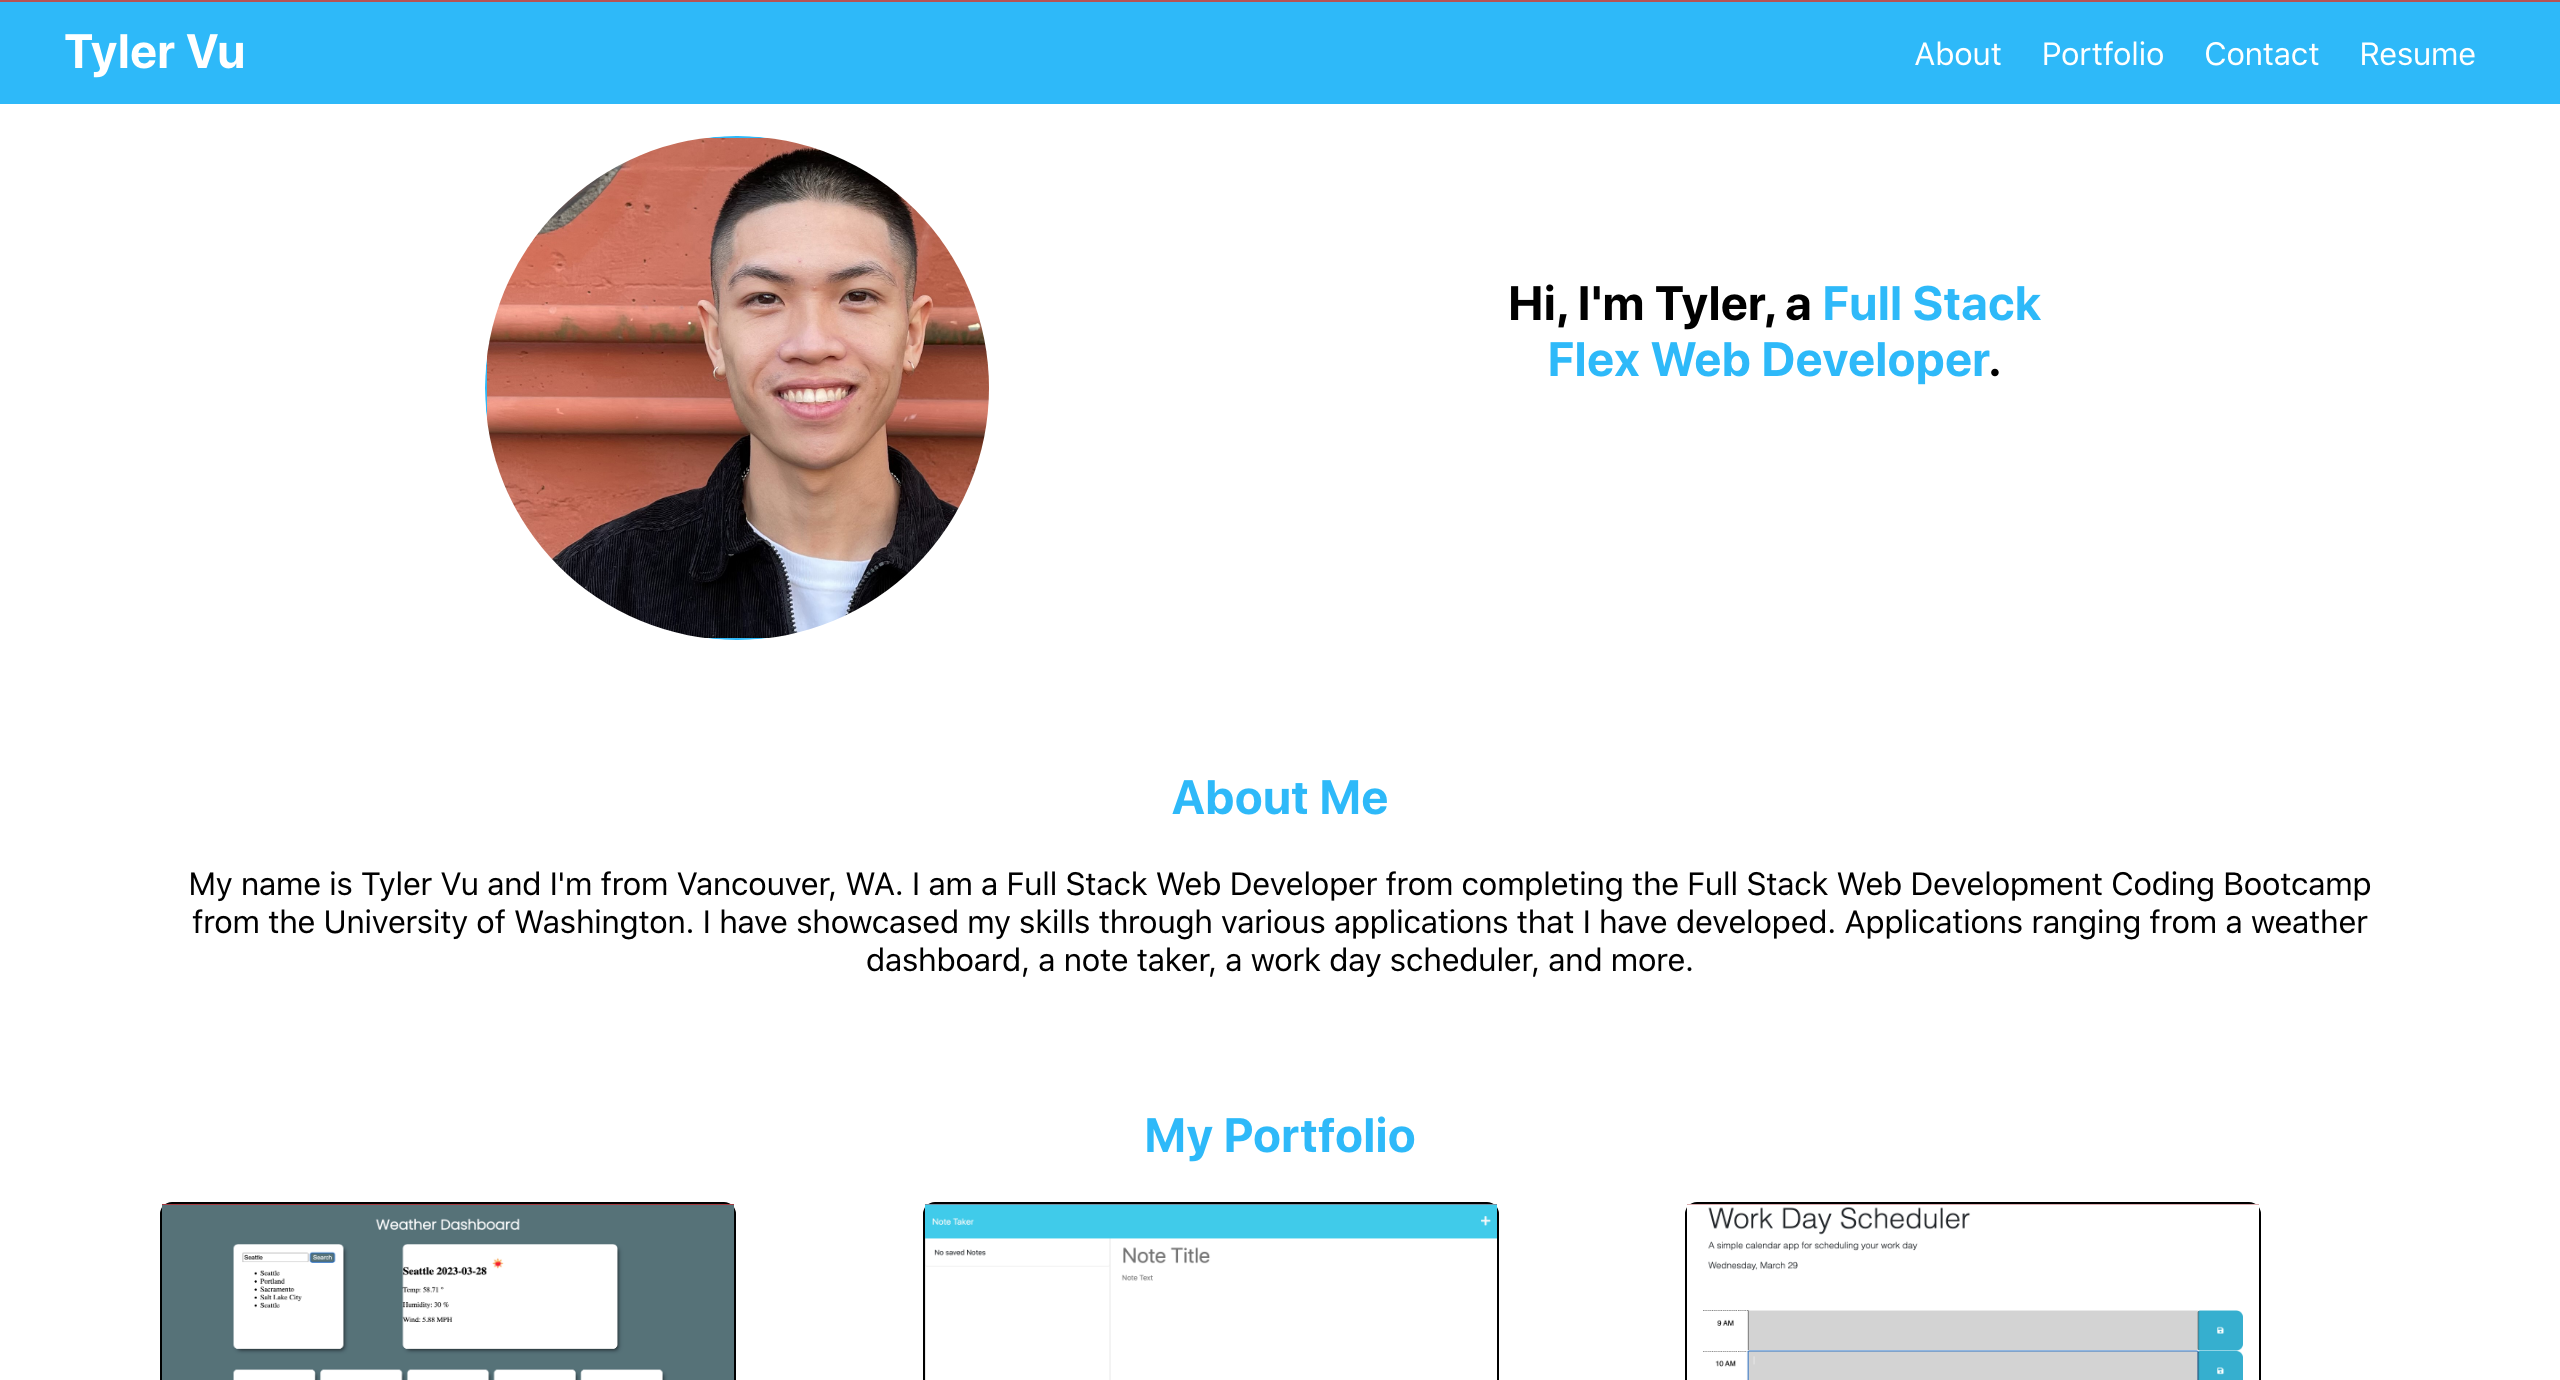 Tyler Vu
About Portfolio Contact Resume
Hi, I'm Tyler, a Full Stack
Flex Web Developer.
About Me
My name is Tyler Vu and I'm from Vancouver, WA. I am a Full Stack Web Developer from completing the Full Stack Web Development Coding Bootcamp
from the University of Washington. I have showcased my skills through various applications that I have developed. Applications ranging from a weather
dashboard, a note taker, a work day scheduler, and more.
My Portfolio
Weather Dashboard
Seattle Search
Seattle
Portland
Sacramento
Salt Lake City
Seattle
Seattle 2023-03-28
Temp: 58.71 °
Humidity: 30 %
Wind: 5.88 MPH
Note Taker +
No saved Notes
Note Title
Note Text
Work Day Scheduler
A simple calendar app for scheduling your work day
Wednesday, March 29
9 AM
10 AM